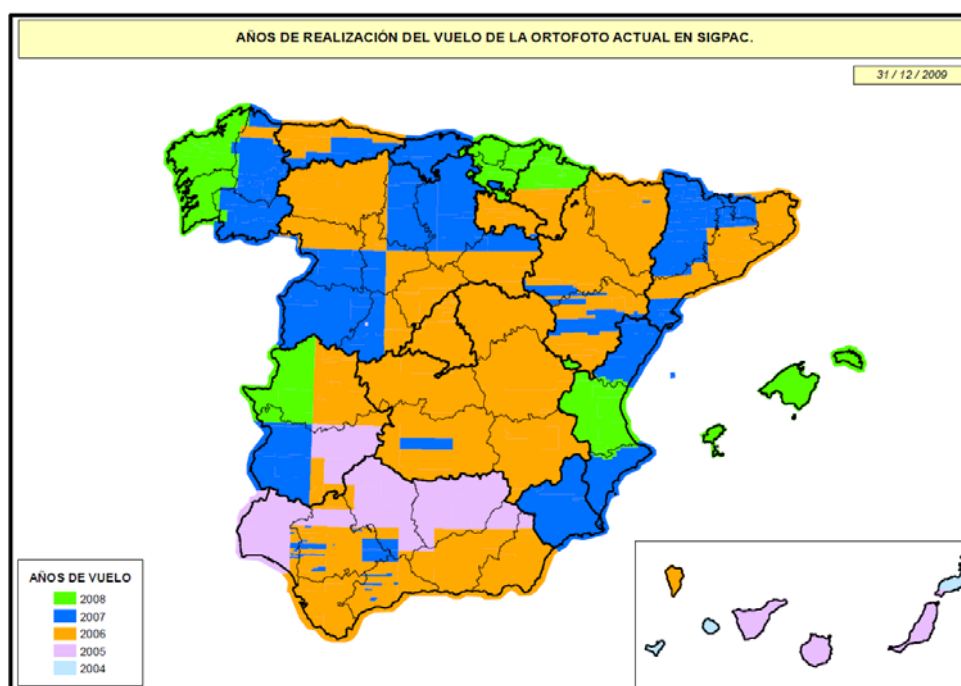 AÑOS DE REALIZACIÓN DEL VUELO DE LA ORTOFOTO ACTUAL EN SIGPAC.
31 / 12 / 2009
AÑOS DE VUELO
2008
2007
2006
2005
2004